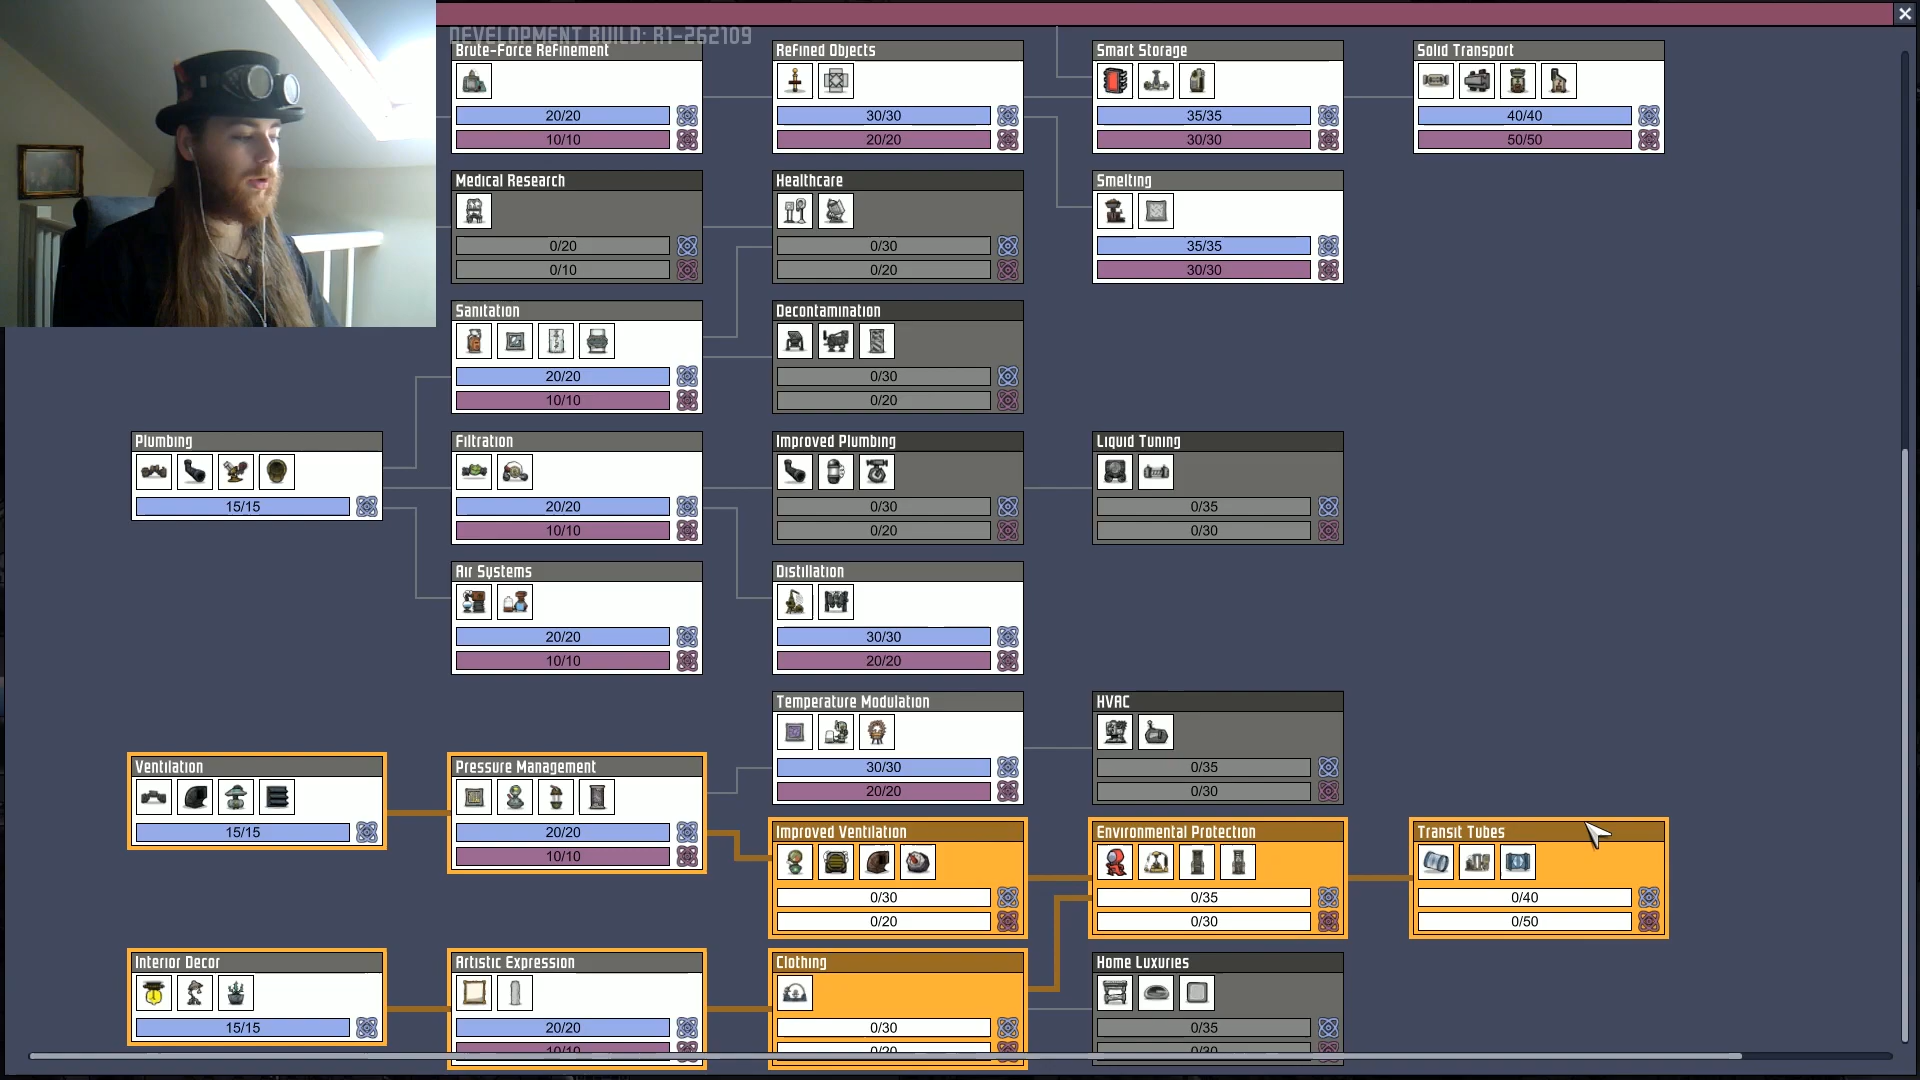 DEVELOPMENT BUILD: R1-262109
Brute-Force Refinement
20/20
10/10
Refined Objects
30/30
20/20
Smart Storage
35/35
30/30
Solid Transport
40/40
50/50
Medical Research
0/20
0/10
Healthcare
0/30
0/20
Smelting
35/35
30/30
Sanitation
20/20
10/10
Decontamination
0/30
0/20
Plumbing
15/15
Filtration
20/20
10/10
Improved Plumbing
0/30
0/20
Liquid Tuning
0/35
0/30
Air Systems
20/20
10/10
Distillation
30/30
20/20
Temperature Modulation
30/30
20/20
HVAC
0/35
0/30
Ventilation
15/15
Pressure Management
20/20
10/10
Improved Ventilation
0/30
0/20
Environmental Protection
0/35
0/30
Transit Tubes
0/40
0/50
Interior Decor
15/15
Artistic Expression
20/20
10/10
Clothing
0/30
0/20
Home Luxuries
0/35
0/30